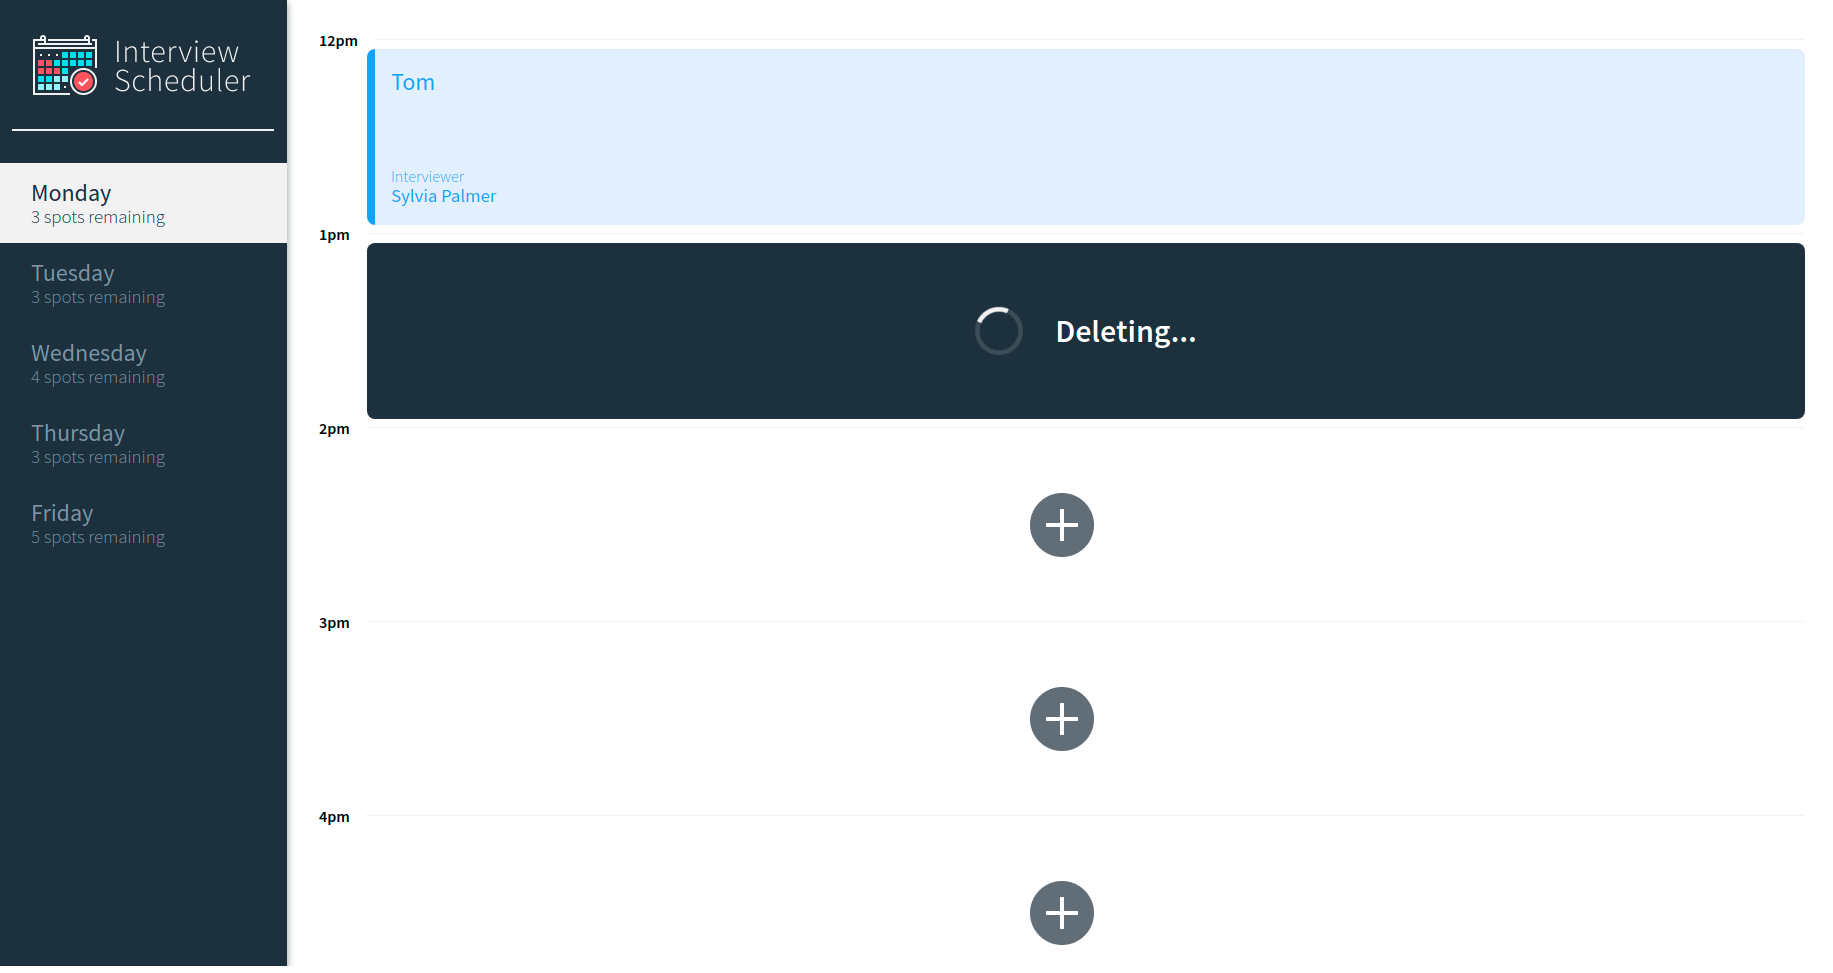 Interview
Scheduler
Monday
3 spots remaining
Tuesday
3 spots remaining
Wednesday
4 spots remaining
Thursday
3 spots remaining
Friday
5 spots remaining
12pm
Tom
Interviewer
Sylvia Palmer
1pm
Deleting...
2pm
3pm
4pm